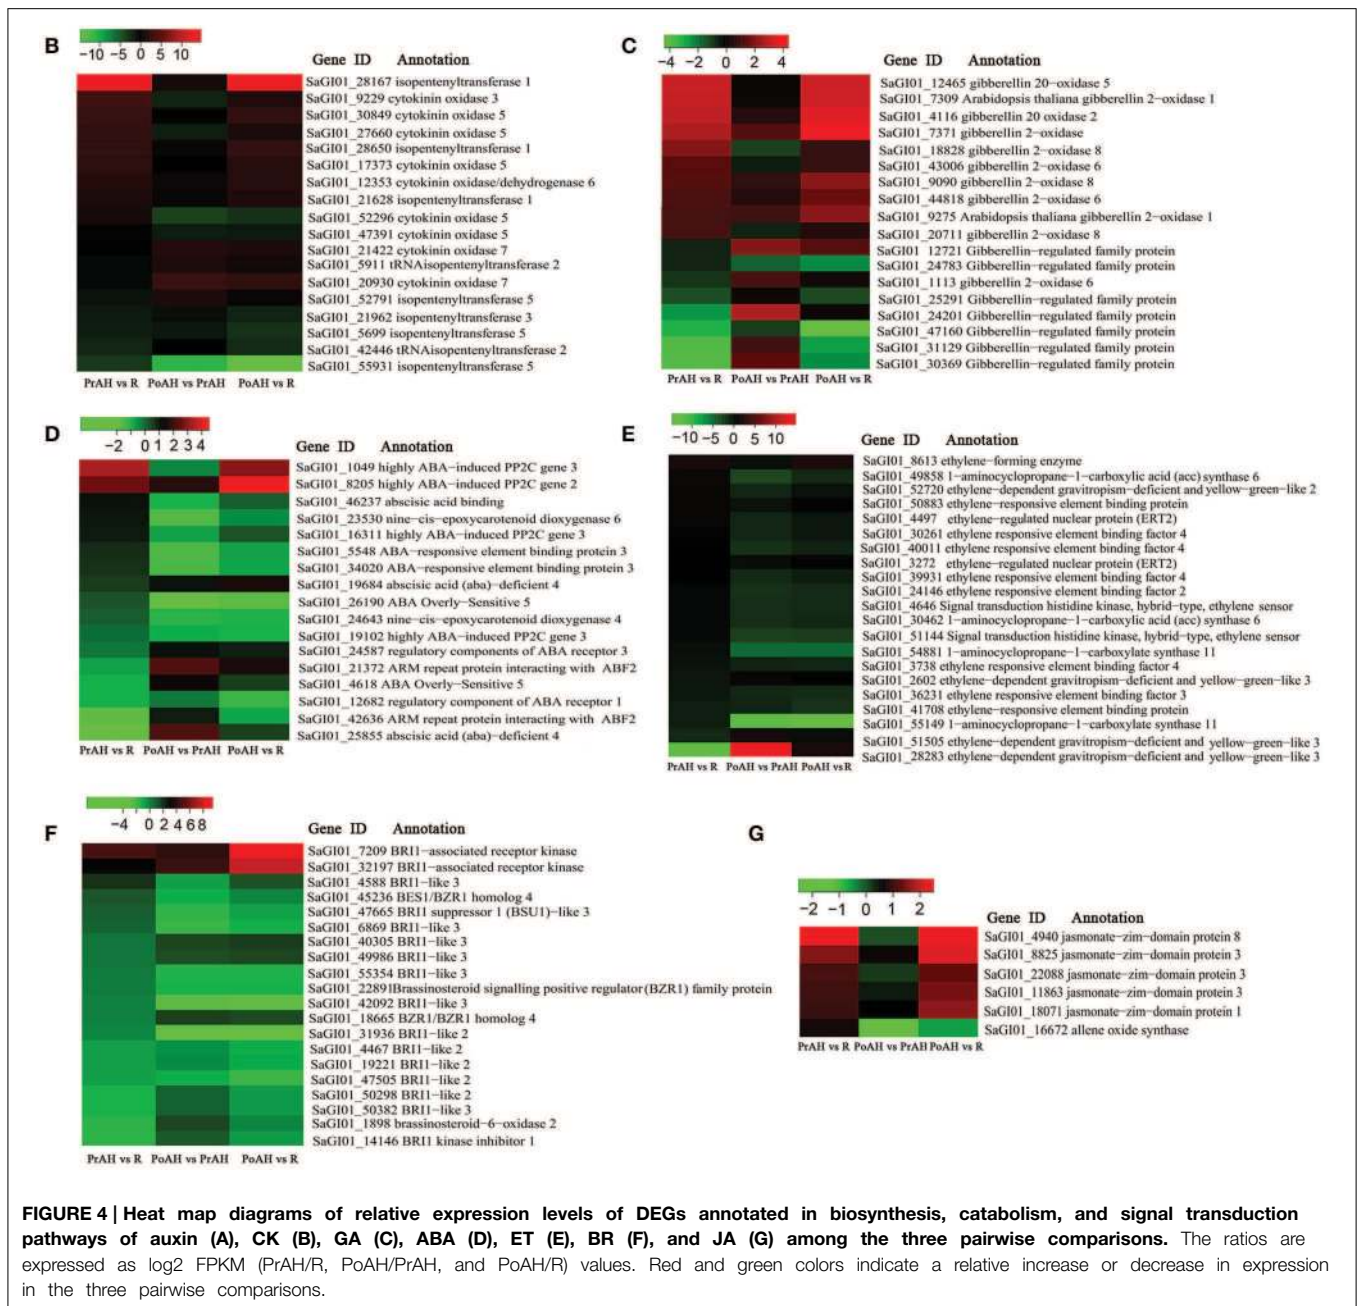 B
−10 −5 0 5 10
Gene ID Annotation
SaGI01_28167 isopentenyltransferase 1
SaGI01_9229 cytokinin oxidase 3
SaGI01_30849 cytokinin oxidase 5
SaGI01_27660 cytokinin oxidase 5
SaGI01_28650 isopentenyltransferase 1
SaGI01_17373 cytokinin oxidase 5
SaGI01_12353 cytokinin oxidase/dehydrogenase 6
SaGI01_21628 isopentenyltransferase 1
SaGI01_52296 cytokinin oxidase 5
SaGI01_47391 cytokinin oxidase 5
SaGI01_21422 cytokinin oxidase 7
SaGI01_5911 tRNAisopentenyltransferase 2
SaGI01_20930 cytokinin oxidase 7
SaGI01_52791 isopentenyltransferase 5
SaGI01_21962 isopentenyltransferase 3
SaGI01_5699 isopentenyltransferase 5
SaGI01_42446 tRNAisopentenyltransferase 2
SaGI01_55931 isopentenyltransferase 5
PrAH vs R PoAH vs PrAH PoAH vs R
C
−4 −2 0 2 4
Gene ID Annotation
SaGI01_12465 gibberellin 20−oxidase 5
SaGI01_7309 Arabidopsis thaliana gibberellin 2−oxidase 1
SaGI01_4116 gibberellin 20 oxidase 2
SaGI01_7371 gibberellin 2−oxidase
SaGI01_18828 gibberellin 2−oxidase 8
SaGI01_43006 gibberellin 2−oxidase 6
SaGI01_9090 gibberellin 2−oxidase 8
SaGI01_44818 gibberellin 2−oxidase 6
SaGI01_9275 Arabidopsis thaliana gibberellin 2−oxidase 1
SaGI01_20711 gibberellin 2−oxidase 8
SaGI01_12721 Gibberellin−regulated family protein
SaGI01_24783 Gibberellin−regulated family protein
SaGI01_1113 gibberellin 2−oxidase 6
SaGI01_25291 Gibberellin−regulated family protein
SaGI01_24201 Gibberellin−regulated family protein
SaGI01_47160 Gibberellin−regulated family protein
SaGI01_31129 Gibberellin−regulated family protein
SaGI01_30369 Gibberellin−regulated family protein
PrAH vs R PoAH vs PrAH PoAH vs R
D
−2 0 1 2 3 4
Gene ID Annotation
SaGI01_1049 highly ABA−induced PP2C gene 3
SaGI01_8205 highly ABA−induced PP2C gene 2
SaGI01_46237 abscisic acid binding
SaGI01_23530 nine−cis−epoxycarotenoid dioxygenase 6
SaGI01_16311 highly ABA−induced PP2C gene 3
SaGI01_5548 ABA−responsive element binding protein 3
SaGI01_34020 ABA−responsive element binding protein 3
SaGI01_19684 abscisic acid (aba)−deficient 4
SaGI01_26190 ABA Overly−Sensitive 5
SaGI01_24643 nine−cis−epoxycarotenoid dioxygenase 4
SaGI01_19102 highly ABA−induced PP2C gene 3
SaGI01_24587 regulatory components of ABA receptor 3
SaGI01_21372 ARM repeat protein interacting with ABF2
SaGI01_4618 ABA Overly−Sensitive 5
SaGI01_12682 regulatory component of ABA receptor 1
SaGI01_42636 ARM repeat protein interacting with ABF2
SaGI01_25855 abscisic acid (aba)−deficient 4
PrAH vs R PoAH vs PrAH PoAH vs R
E
−10 −5 0 5 10
Gene ID Annotation
SaGI01_8613 ethylene−forming enzyme
SaGI01_49858 1−aminocyclopropane−1−carboxylic acid (acc) synthase 6
SaGI01_52720 ethylene−dependent gravitropism−deficient and yellow−green−like 2
SaGI01_50883 ethylene−responsive element binding protein
SaGI01_4497 ethylene−regulated nuclear protein (ERT2)
SaGI01_30261 ethylene responsive element binding factor 4
SaGI01_40011 ethylene responsive element binding factor 4
SaGI01_3272 ethylene−regulated nuclear protein (ERT2)
SaGI01_39931 ethylene responsive element binding factor 4
SaGI01_24146 ethylene responsive element binding factor 2
SaGI01_4646 Signal transduction histidine kinase, hybrid−type, ethylene sensor
SaGI01_30462 1−aminocyclopropane−1−carboxylic acid (acc) synthase 6
SaGI01_51144 Signal transduction histidine kinase, hybrid−type, ethylene sensor
SaGI01_54881 1−aminocyclopropane−1−carboxylate synthase 11
SaGI01_3738 ethylene responsive element binding factor 4
SaGI01_2602 ethylene−dependent gravitropism−deficient and yellow−green−like 3
SaGI01_36231 ethylene responsive element binding factor 3
SaGI01_41708 ethylene−responsive element binding protein
SaGI01_55149 1−aminocyclopropane−1−carboxylate synthase 11
SaGI01_51505 ethylene−dependent gravitropism−deficient and yellow−green−like 3
SaGI01_28283 ethylene−dependent gravitropism−deficient and yellow−green−like 3
PrAH vs R PoAH vs PrAH PoAH vs R
F
−4 0 2 4 6 8
Gene ID Annotation
SaGI01_7209 BRI1−associated receptor kinase
SaGI01_32197 BRI1−associated receptor kinase
SaGI01_4588 BRI1−like 3
SaGI01_45236 BES1/BZR1 homolog 4
SaGI01_47665 BRI1 suppressor 1 (BSU1)−like 3
SaGI01_6869 BRI1−like 3
SaGI01_40305 BRI1−like 3
SaGI01_49986 BRI1−like 3
SaGI01_55354 BRI1−like 3
SaGI01_22891Brassinosteroid signalling positive regulator (BZR1) family protein
SaGI01_42092 BRI1−like 3
SaGI01_18665 BZR1/BZR1 homolog 4
SaGI01_31936 BRI1−like 2
SaGI01_4467 BRI1−like 2
SaGI01_19221 BRI1−like 2
SaGI01_47505 BRI1−like 2
SaGI01_50298 BRI1−like 2
SaGI01_50382 BRI1−like 3
SaGI01_1898 brassinosteroid−6−oxidase 2
SaGI01_14146 BRI1 kinase inhibitor 1
PrAH vs R PoAH vs PrAH PoAH vs R
G
−2 −1 0 1 2
Gene ID Annotation
SaGI01_4940 jasmonate−zim−domain protein 8
SaGI01_8825 jasmonate−zim−domain protein 3
SaGI01_22088 jasmonate−zim−domain protein 3
SaGI01_11863 jasmonate−zim−domain protein 3
SaGI01_18071 jasmonate−zim−domain protein 1
SaGI01_16672 allene oxide synthase
PrAH vs R PoAH vs PrAH PoAH vs R
FIGURE 4 | Heat map diagrams of relative expression levels of DEGs annotated in biosynthesis, catabolism, and signal transduction
pathways of auxin (A), CK (B), GA (C), ABA (D), ET (E), BR (F), and JA (G) among the three pairwise comparisons. The ratios are
expressed as log2 FPKM (PrAH/R, PoAH/PrAH, and PoAH/R) values. Red and green colors indicate a relative increase or decrease in expression
in the three pairwise comparisons.